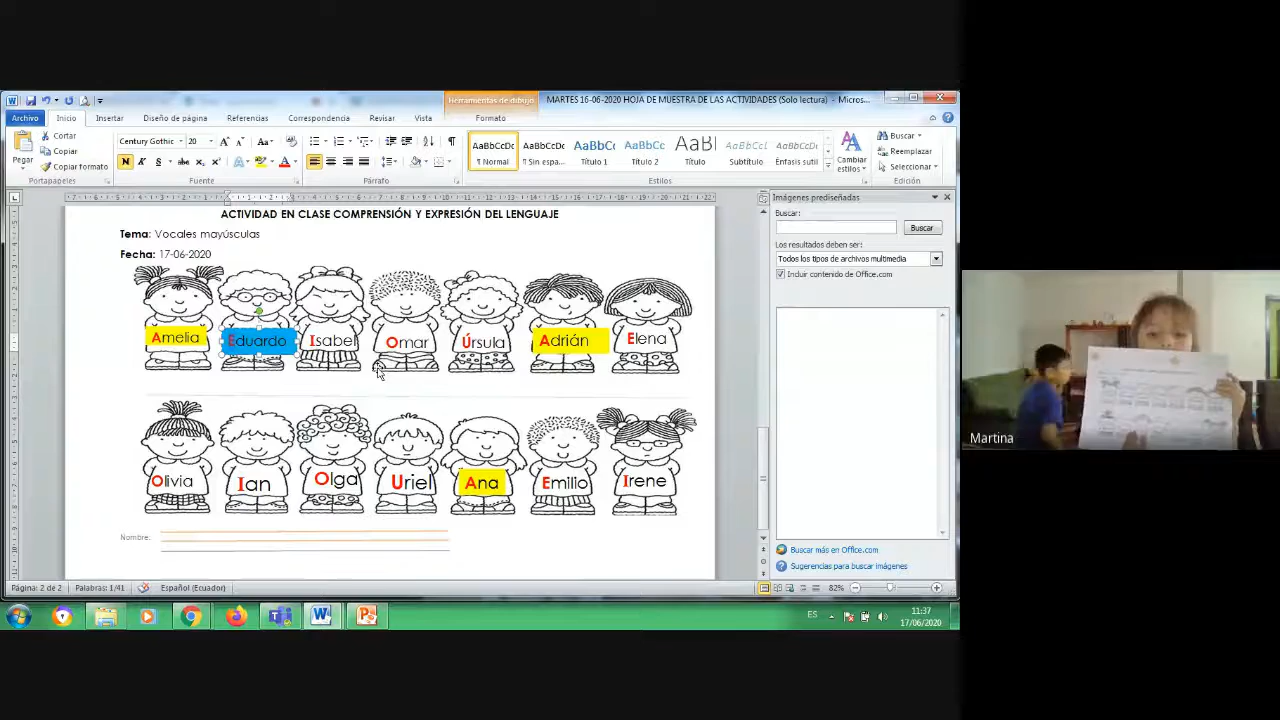 Herramientas de dibujo
MARTES 16-06-2020 HOJA DE MUESTRA DE LAS ACTIVIDADES (Solo lectura) - Micros...
Archivo Inicio Insertar Diseño de página Referencias Correspondencia Revisar Vista Formato
Pegar
Cortar
Copiar
Copiar formato
Portapapeles
Century Gothic 20
Fuente
Párrafo
AaBbCcDc AaBbCcDc AaBbCc AaBbCc AaBl AaBbCcL AaBbCcDc
¶ Normal ¶ Sin espa... Título 1 Título 2 Título Subtítulo Énfasis sutil
Estilos
Cambiar estilos
Buscar
Reemplazar
Seleccionar
Edición
ACTIVIDAD EN CLASE COMPRENSIÓN Y EXPRESIÓN DEL LENGUAJE
Tema: Vocales mayúsculas
Fecha: 17-06-2020
Amelia Eduardo Isabel Omar Úrsula Adrián Elena
Olivia Ian Olga Uriel Ana Emilio Irene
Nombre:
Imágenes prediseñadas
Buscar:
Buscar
Los resultados deben ser:
Todos los tipos de archivos multimedia
Incluir contenido de Office.com
Buscar más en Office.com
Sugerencias para buscar imágenes
Página: 2 de 2 Palabras: 1/41 Español (Ecuador) 82%
ES 11:37
17/06/2020
Martina